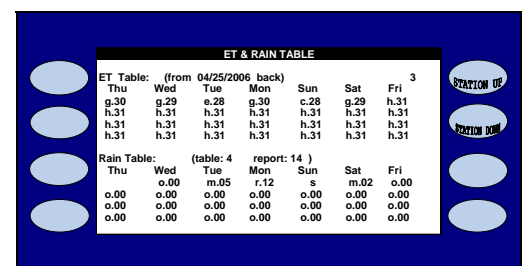 ET & RAIN TABLE
ET Table: (from 04/25/2006 back) 3
Thu Wed Tue Mon Sun Sat Fri
g.30 g.29 e.28 g.30 c.28 g.29 h.31
h.31 h.31 h.31 h.31 h.31 h.31 h.31
h.31 h.31 h.31 h.31 h.31 h.31 h.31
h.31 h.31 h.31 h.31 h.31 h.31 h.31
Rain Table: (table: 4 report: 14 )
Thu Wed Tue Mon Sun Sat Fri
o.00 m.05 r.12 s m.02 o.00
o.00 o.00 o.00 o.00 o.00 o.00 o.00
o.00 o.00 o.00 o.00 o.00 o.00 o.00
o.00 o.00 o.00 o.00 o.00 o.00 o.00
STATION UP
STATION DOWN